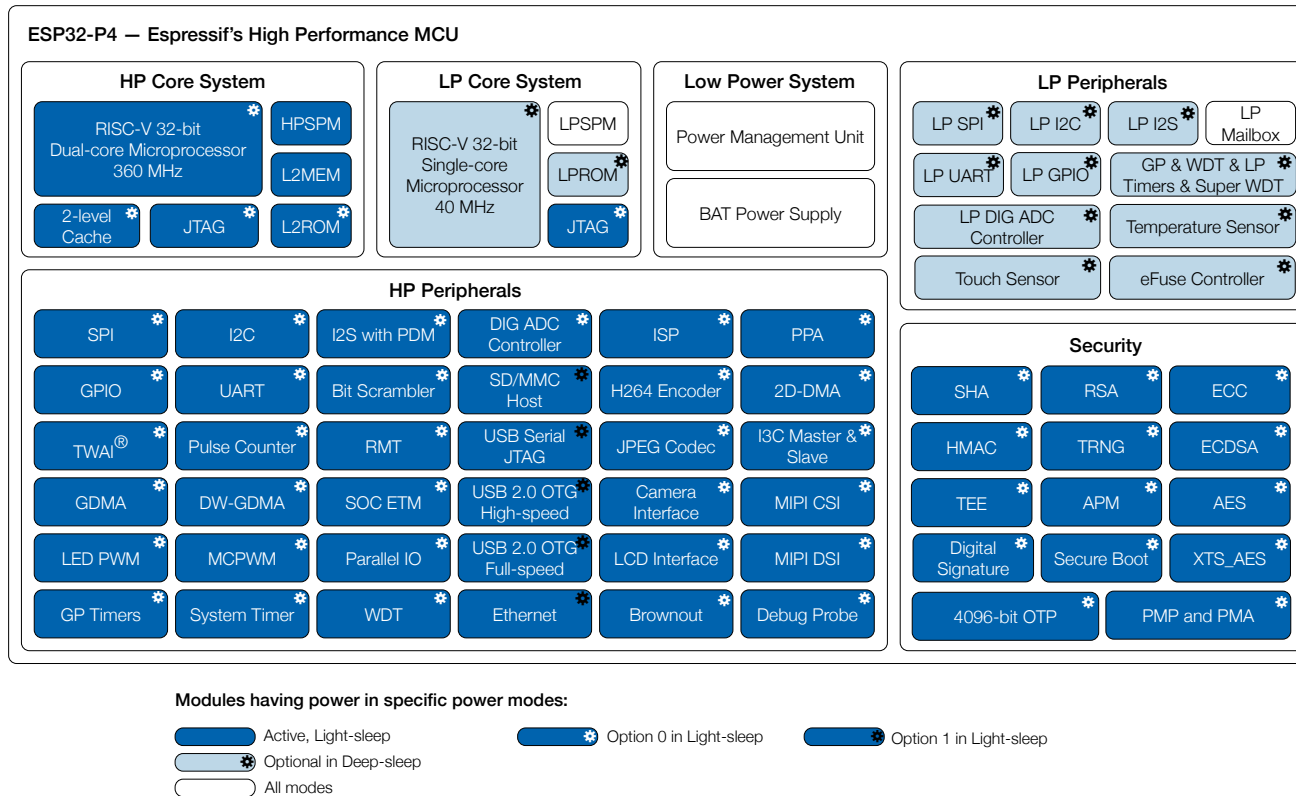 ESP32-P4 — Espressif's High Performance MCU
HP Core System
RISC-V 32-bit
Dual-core Microprocessor
360 MHz
HPSPM
L2MEM
2-level
Cache
JTAG
L2ROM
LP Core System
RISC-V 32-bit
Single-core
Microprocessor
40 MHz
LPSPM
LPROM
JTAG
Low Power System
Power Management Unit
BAT Power Supply
LP Peripherals
LP SPI
LP I2C
LP I2S
LP
Mailbox
LP UART
LP GPIO
GP & WDT & LP
Timers & Super WDT
LP DIG ADC
Controller
Temperature Sensor
Touch Sensor
eFuse Controller
HP Peripherals
SPI
I2C
I2S with PDM
DIG ADC
Controller
ISP
PPA
GPIO
UART
Bit Scrambler
SD/MMC
Host
H264 Encoder
2D-DMA
TWAI®
Pulse Counter
RMT
USB Serial
JTAG
JPEG Codec
I3C Master &
Slave
GDMA
DW-GDMA
SOC ETM
USB 2.0 OTG
High-speed
Camera
Interface
MIPI CSI
LED PWM
MCPWM
Parallel IO
USB 2.0 OTG
Full-speed
LCD Interface
MIPI DSI
GP Timers
System Timer
WDT
Ethernet
Brownout
Debug Probe
Security
SHA
RSA
ECC
HMAC
TRNG
ECDSA
TEE
APM
AES
Digital
Signature
Secure Boot
XTS_AES
4096-bit OTP
PMP and PMA
Modules having power in specific power modes:
Active, Light-sleep
Option 0 in Light-sleep
Option 1 in Light-sleep
Optional in Deep-sleep
All modes